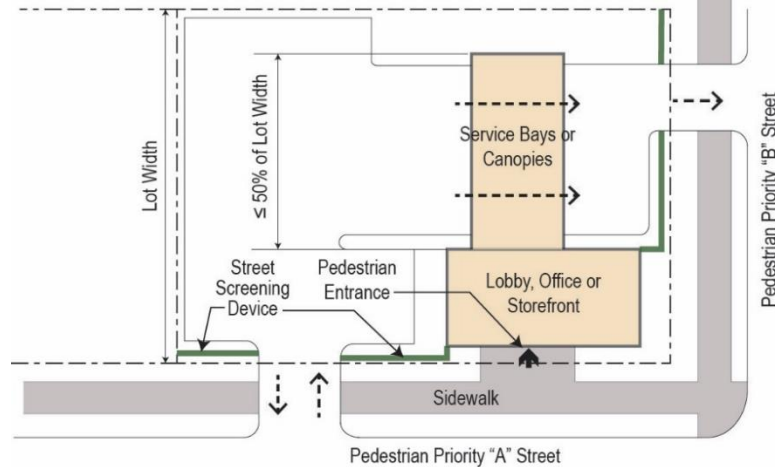 Lot Width
≤ 50% of Lot Width
Service Bays or
Canopies
Street
Screening
Device
Pedestrian
Entrance
Lobby, Office or
Storefront
Sidewalk
Pedestrian Priority “A” Street
Pedestrian Priority “B” Street